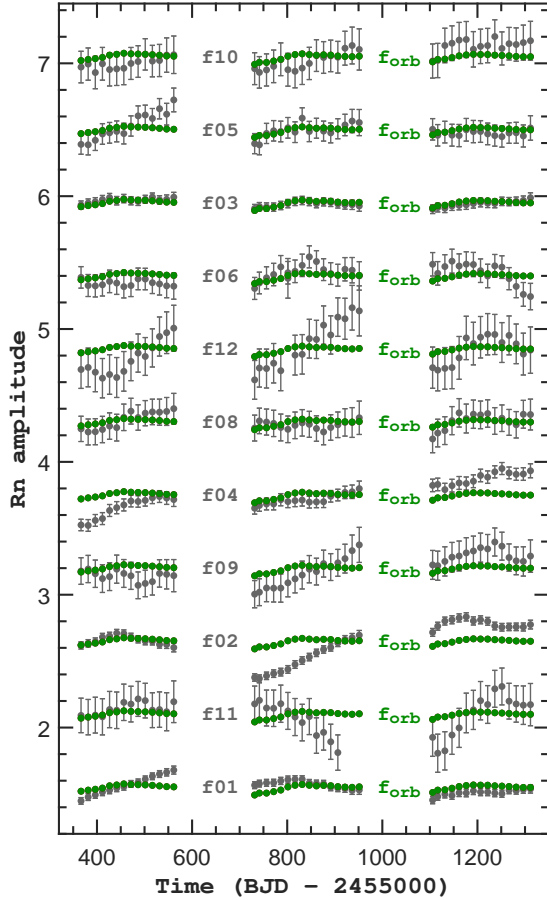 7 f10 forb
f05 forb
6 f03 forb
f06 forb
5 f12 forb
f08 forb
4 f04 forb
f09 forb
3
f02 forb
2 f11 forb
f01 forb
Rn amplitude
400 600 800 1000 1200
Time (BJD − 2455000)